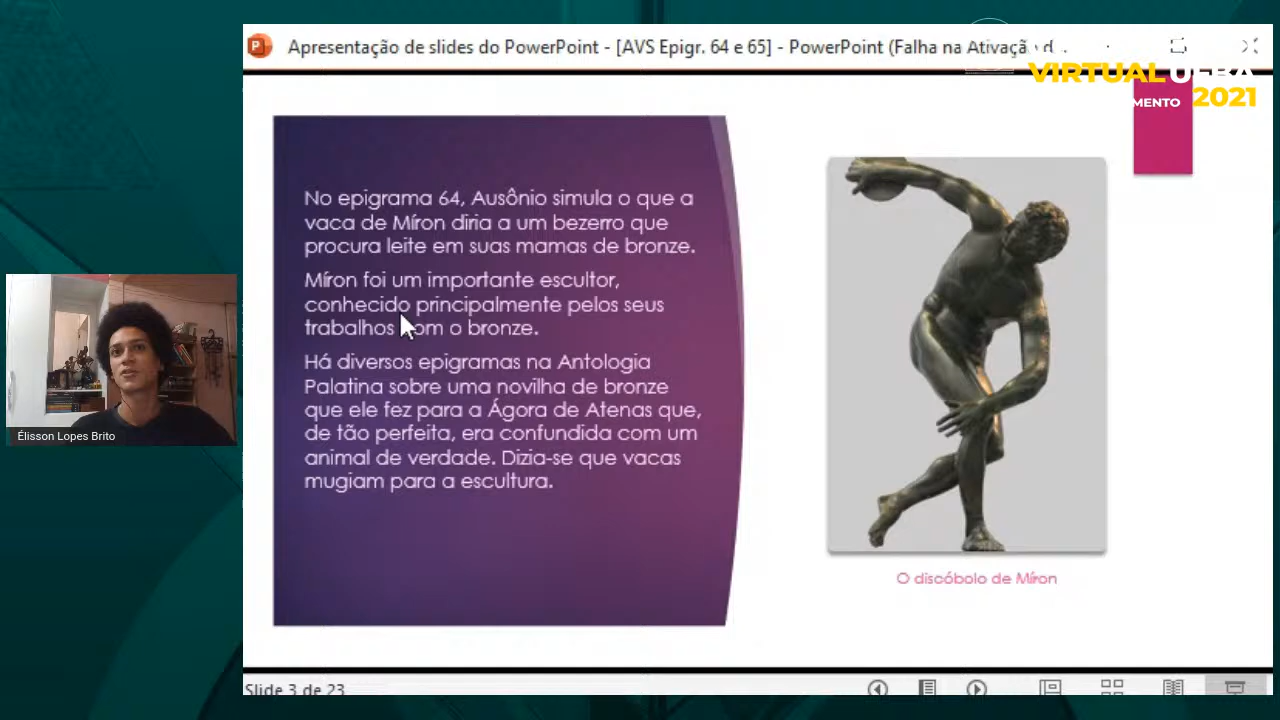 Apresentação de slides do PowerPoint - [AVS Epigr. 64 e 65] - PowerPoint (Falha na Ativação d
VIRTUAL UFBA
MENTO 2021
No epigrama 64, Ausônio simula o que a
vaca de Míron diria a um bezerro que
procura leite em suas mamas de bronze.
Míron foi um importante escultor,
conhecido principalmente pelos seus
trabalhos com o bronze.
Há diversos epigramas na Antologia
Palatina sobre uma novilha de bronze
que ele fez para a Ágora de Atenas que,
de tão perfeita, era confundida com um
animal de verdade. Dizia-se que vacas
mugiam para a escultura.
O discóbolo de Míron
Élisson Lopes Brito
Slide 3 de 23